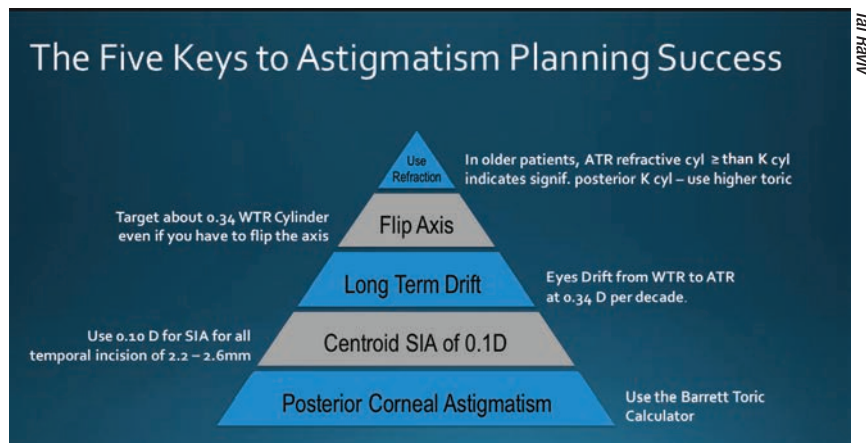 The Five Keys to Astigmatism Planning Success
Use
Refraction
In older patients, ATR refractive cyl ≥ than K cyl
indicates signif. posterior K cyl – use higher toric
Target about 0.34 WTR Cylinder
even if you have to flip the axis
Flip Axis
Long Term Drift
Eyes Drift from WTR to ATR
at 0.34 D per decade.
Use 0.10 D for SIA for all
temporal incision of 2.2 – 2.6mm
Centroid SIA of 0.1D
Posterior Corneal Astigmatism
Use the Barrett Toric
Calculator
Tal Raviv